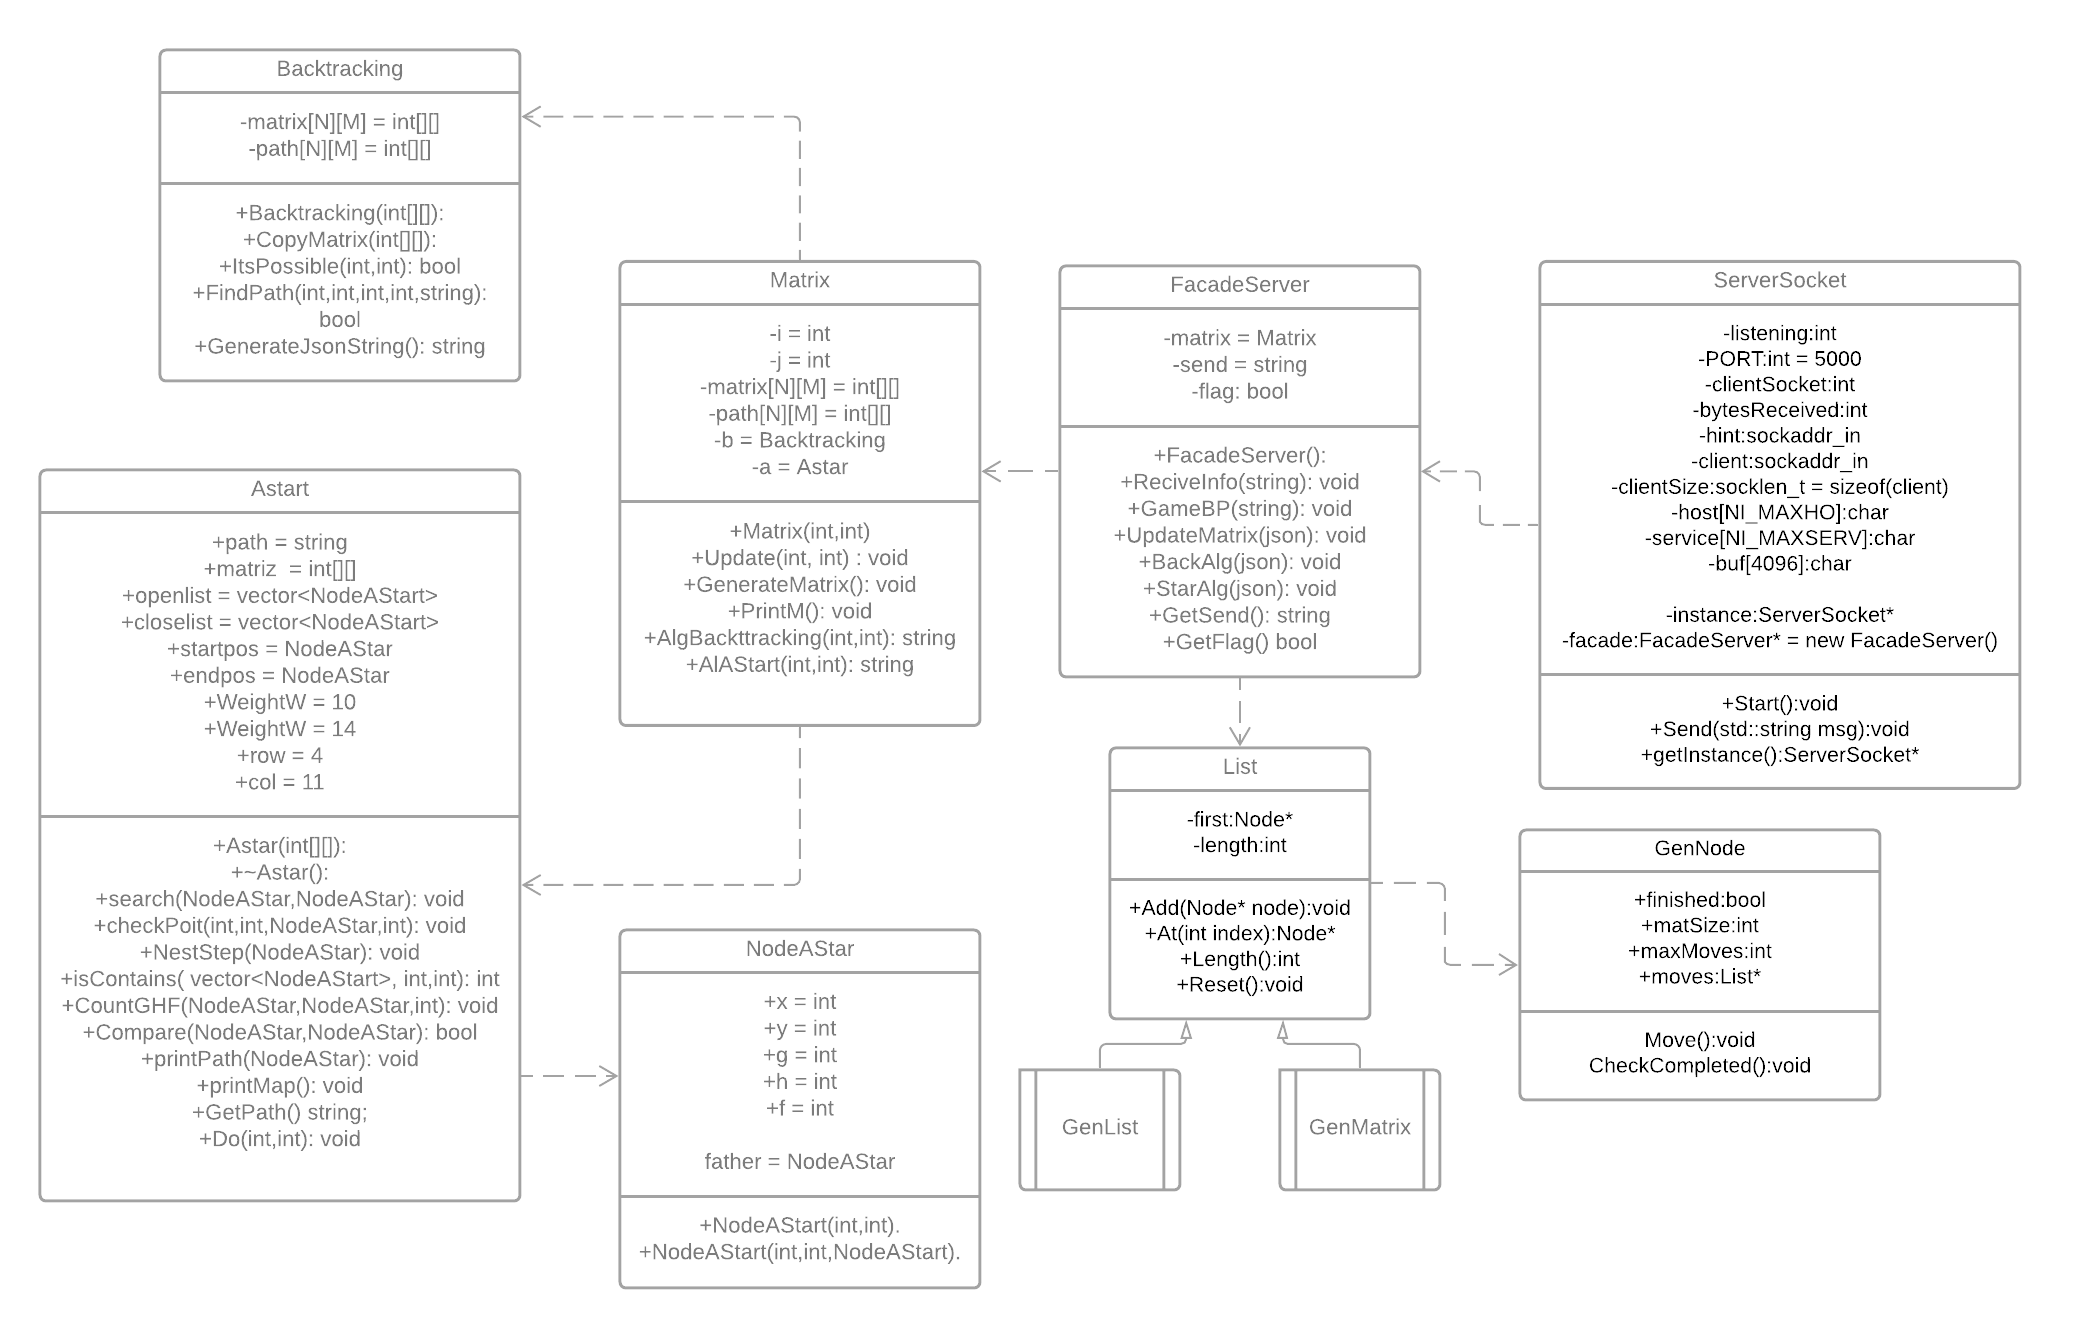 Backtracking
-matrix[N][M] = int[][]
-path[N][M] = int[][]
+Backtracking(int[][]):
+CopyMatrix(int[][]):
+ItsPossible(int,int): bool
+FindPath(int,int,int,int,string):
bool
+GenerateJsonString(): string
Matrix
-i = int
-j = int
-matrix[N][M] = int[][]
-path[N][M] = int[][]
-b = Backtracking
-a = Astar
+Matrix(int,int)
+Update(int, int) : void
+GenerateMatrix(): void
+PrintM(): void
+AlgBackttracking(int,int): string
+AlAStart(int,int): string
FacadeServer
-matrix = Matrix
-send = string
-flag: bool
+FacadeServer():
+ReciveInfo(string): void
+GameBP(string): void
+UpdateMatrix(json): void
+BackAlg(json): void
+StarAlg(json): void
+GetSend(): string
+GetFlag() bool
ServerSocket
-listening:int
-PORT:int = 5000
-clientSocket:int
-bytesReceived:int
-hint:sockaddr_in
-client:sockaddr_in
-clientSize:socklen_t = sizeof(client)
-host[NI_MAXHO]:char
-service[NI_MAXSERV]:char
-buf[4096]:char
-instance:ServerSocket*
-facade:FacadeServer* = new FacadeServer()
+Start():void
+Send(std::string msg):void
+getInstance():ServerSocket*
Astart
+path = string
+matriz  = int[][]
+openlist = vector<NodeAStart>
+closelist = vector<NodeAStart>
+startpos = NodeAStar
+endpos = NodeAStar
+WeightW = 10
+WeightW = 14
+row = 4
+col = 11
+Astar(int[][]):
+~Astar():
+search(NodeAStar,NodeAStar): void
+checkPoit(int,int,NodeAStar,int): void
+NestStep(NodeAStar): void
+isContains( vector<NodeAStart>, int,int): int
+CountGHF(NodeAStar,NodeAStar,int): void
+Compare(NodeAStar,NodeAStar): bool
+printPath(NodeAStar): void
+printMap(): void
+GetPath() string;
+Do(int,int): void
NodeAStar
+x = int
+y = int
+g = int
+h = int
+f = int
father = NodeAStar
+NodeAStart(int,int).
+NodeAStart(int,int,NodeAStart).
List
-first:Node*
-length:int
+Add(Node* node):void
+At(int index):Node*
+Length():int
+Reset():void
GenNode
+finished:bool
+matSize:int
+maxMoves:int
+moves:List*
Move():void
CheckCompleted():void
GenList
GenMatrix